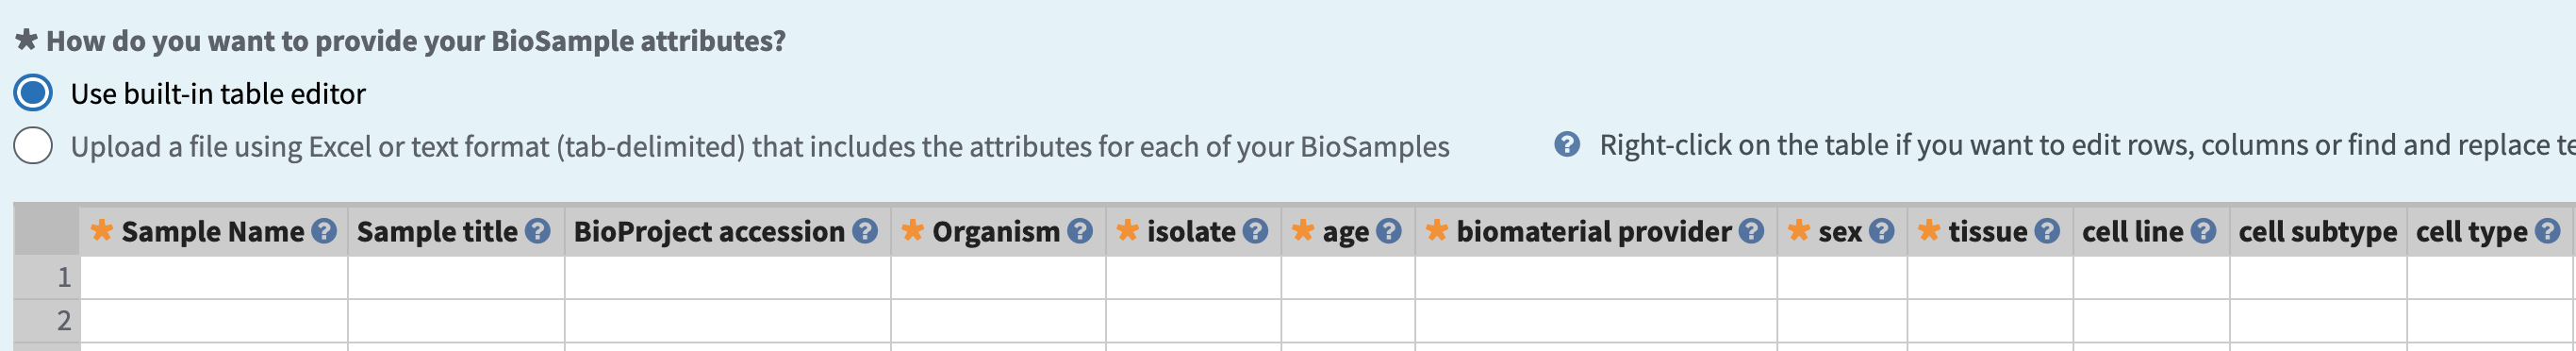 * How do you want to provide your BioSample attributes?
Use built-in table editor
Upload a file using Excel or text format (tab-delimited) that includes the attributes for each of your BioSamples ? Right-click on the table if you want to edit rows, columns or find and replace te
* Sample Name ? Sample title ? BioProject accession ? * Organism ? * isolate ? * age ? * biomaterial provider ? * sex ? * tissue ? cell line ? cell subtype cell type ?
1
2